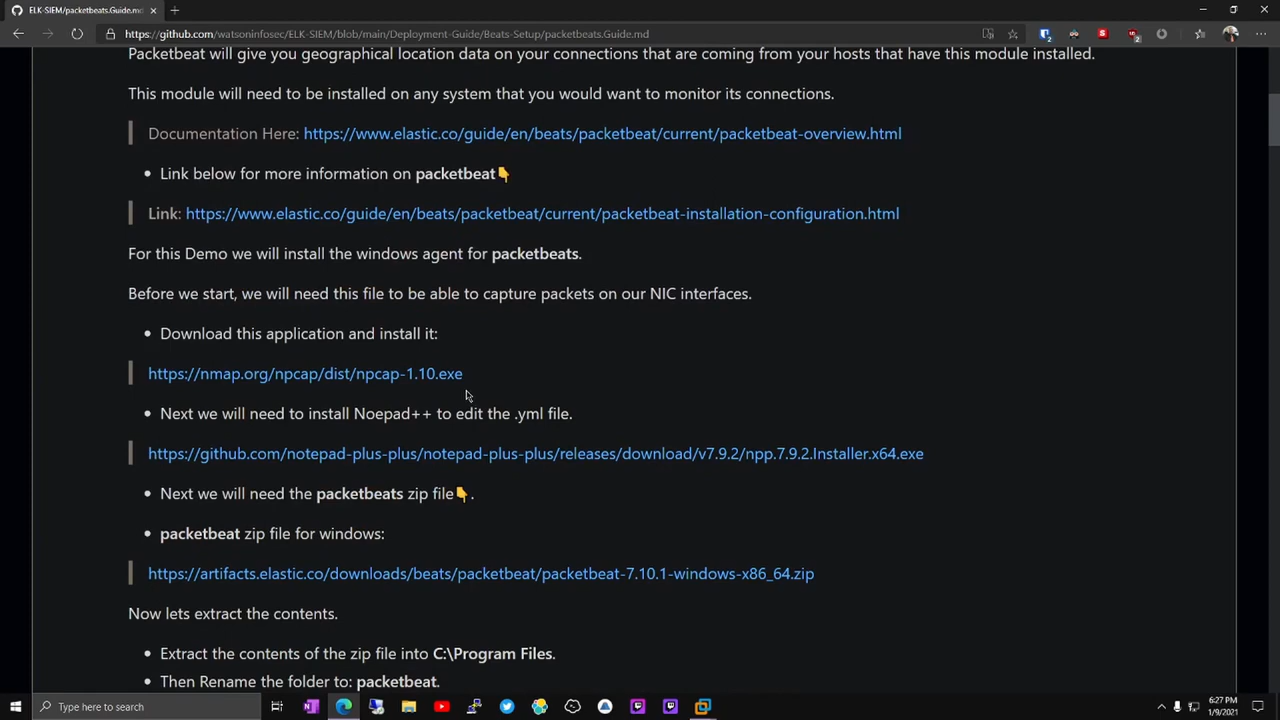 ELK-SIEM/packetbeats.Guide.md
https://github.com/watsoninfosec/ELK-SIEM/blob/main/Deployment-Guide/Beats-Setup/packetbeats.Guide.md
Packetbeat will give you geographical location data on your connections that are coming from your hosts that have this module installed.
This module will need to be installed on any system that you would want to monitor its connections.
Documentation Here: https://www.elastic.co/guide/en/beats/packetbeat/current/packetbeat-overview.html
• Link below for more information on packetbeat👇
Link: https://www.elastic.co/guide/en/beats/packetbeat/current/packetbeat-installation-configuration.html
For this Demo we will install the windows agent for packetbeats.
Before we start, we will need this file to be able to capture packets on our NIC interfaces.
• Download this application and install it:
https://nmap.org/npcap/dist/npcap-1.10.exe
• Next we will need to install Noepad++ to edit the .yml file.
https://github.com/notepad-plus-plus/notepad-plus-plus/releases/download/v7.9.2/npp.7.9.2.Installer.x64.exe
• Next we will need the packetbeats zip file👇.
• packetbeat zip file for windows:
https://artifacts.elastic.co/downloads/beats/packetbeat/packetbeat-7.10.1-windows-x86_64.zip
Now lets extract the contents.
• Extract the contents of the zip file into C:\Program Files.
• Then Rename the folder to: packetbeat.
Type here to search
6:27 PM
1/9/2021